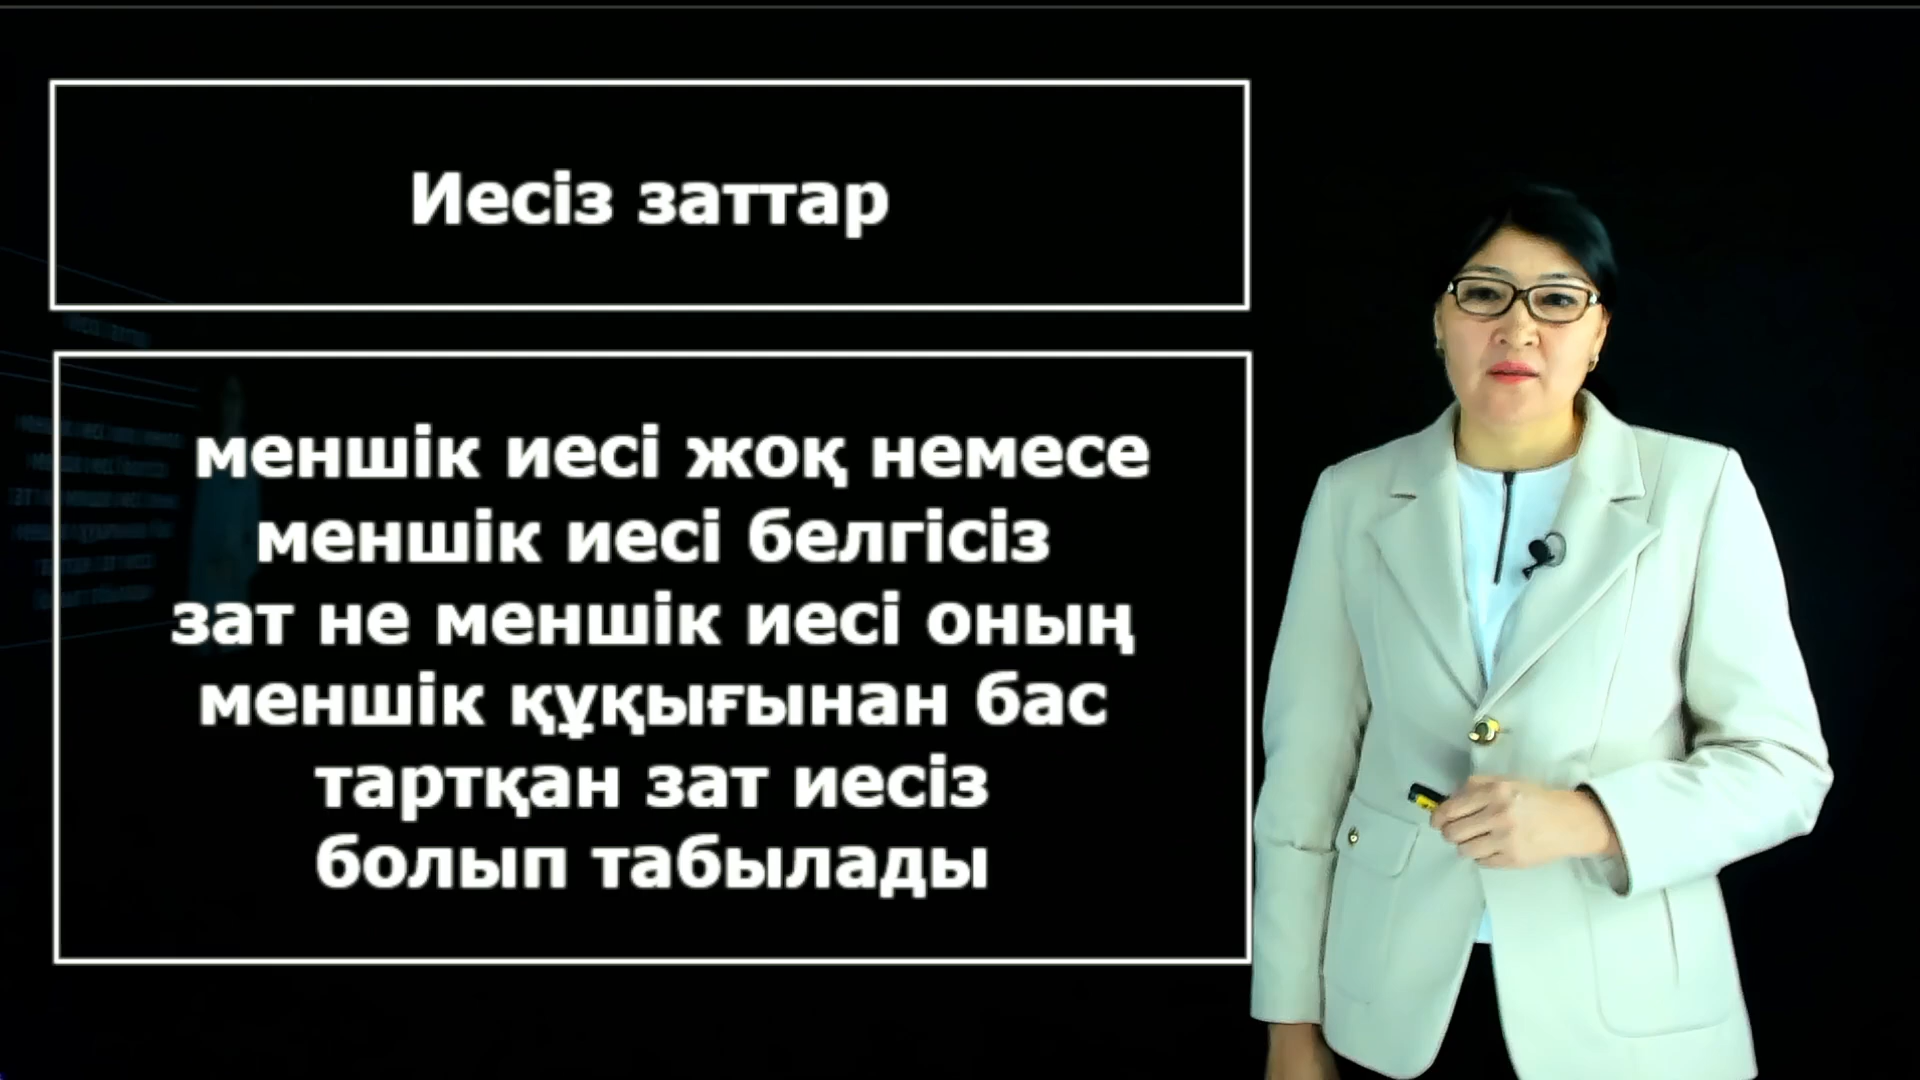 Иесіз заттар
меншік иесі жоқ немесе
меншік иесі белгісіз
зат не меншік иесі оның
меншік құқығынан бас
тартқан зат иесіз
болып табылады